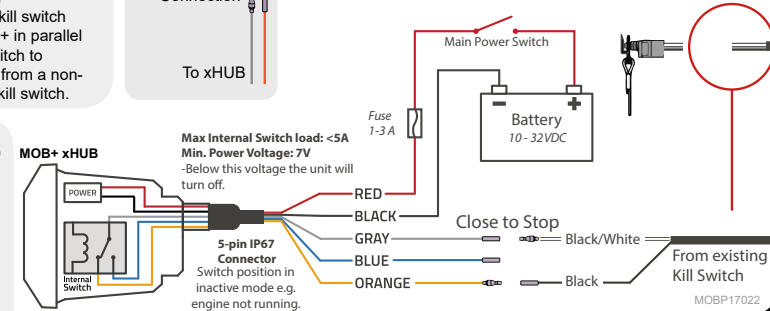 kill switch
+ in parallel
itch to
from a non-
kill switch.
To xHUB
Main Power Switch
Fuse
1-3 A
Battery
10 - 32VDC
MOB+ xHUB
POWER
Internal
Switch
Max Internal Switch load: <5A
Min. Power Voltage: 7V
-Below this voltage the unit will
turn off.
5-pin IP67
Connector
Switch position in
inactive mode e.g.
engine not running.
RED
BLACK
GRAY
BLUE
ORANGE
Close to Stop
Black/White
Black
From existing
Kill Switch
MOBP17022